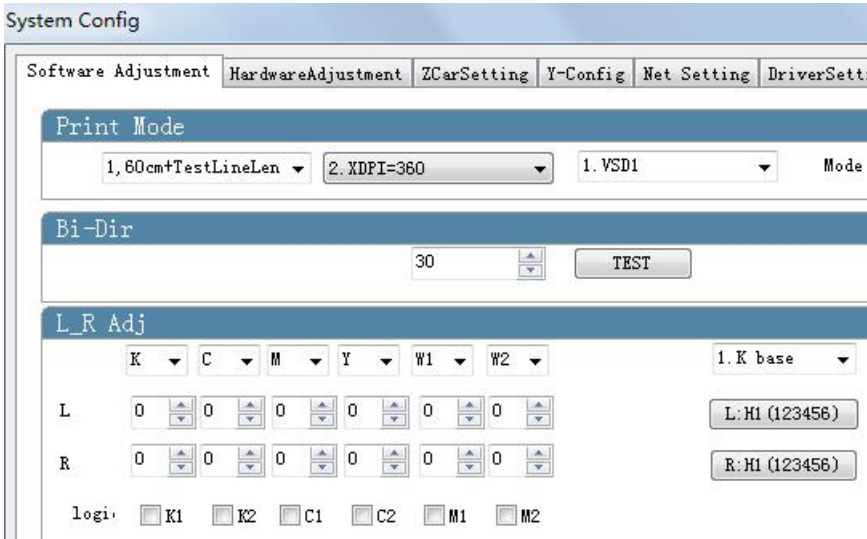 System Config
Software Adjustment HardwareAdjustment ZCarSetting Y-Config Net Setting DriverSett
Print Mode
1,60cm+TestLineLen 2.XDPI=360 1.VSD1 Mode
Bi-Dir
30 TEST
L_R Adj
K C M Y W1 W2 1.K base
L 0 0 0 0 0 0 L:H1(123456)
R 0 0 0 0 0 0 R:H1(123456)
logi K1 K2 C1 C2 M1 M2